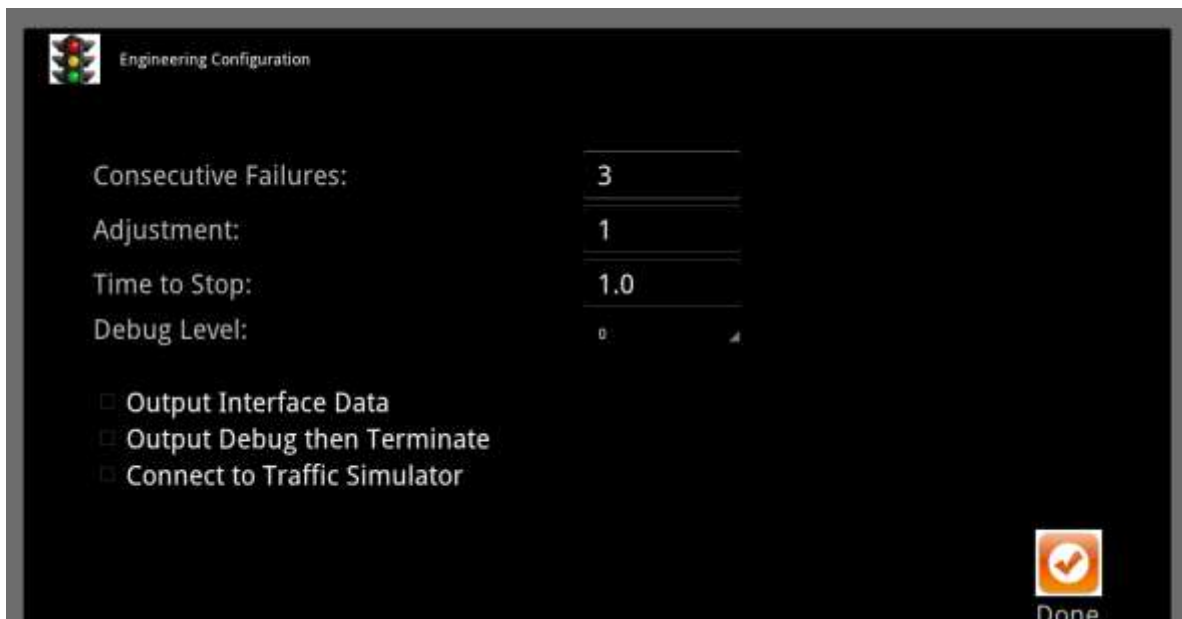 Engineering Configuration
Consecutive Failures: 3
Adjustment: 1
Time to Stop: 1.0
Debug Level: 0
Output Interface Data
Output Debug then Terminate
Connect to Traffic Simulator
Done